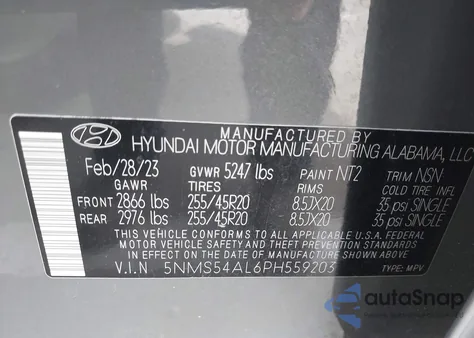 MANUFACTURED BY
HYUNDAI MOTOR MANUFACTURING ALABAMA, LLC
Feb/28/23 GVWR 5247 lbs PAINT NT2 TRIM NSN
GAWR TIRES RIMS COLD TIRE INFL
FRONT 2866 lbs 255/45R20 8.5JX20 35 psi SINGLE
REAR 2976 lbs 255/45R20 8.5JX20 35 psi SINGLE
THIS VEHICLE CONFORMS TO ALL APPLICABLE
U.S. FEDERAL MOTOR VEHICLE SAFETY STANDARDS
IN EFFECT ON THE DATE OF MANUFACTURE SHOWN ABOVE.
V.I.N 5NMS54AL6PH559203 TYPE: MPV
autoSnap
www.autosnap.com